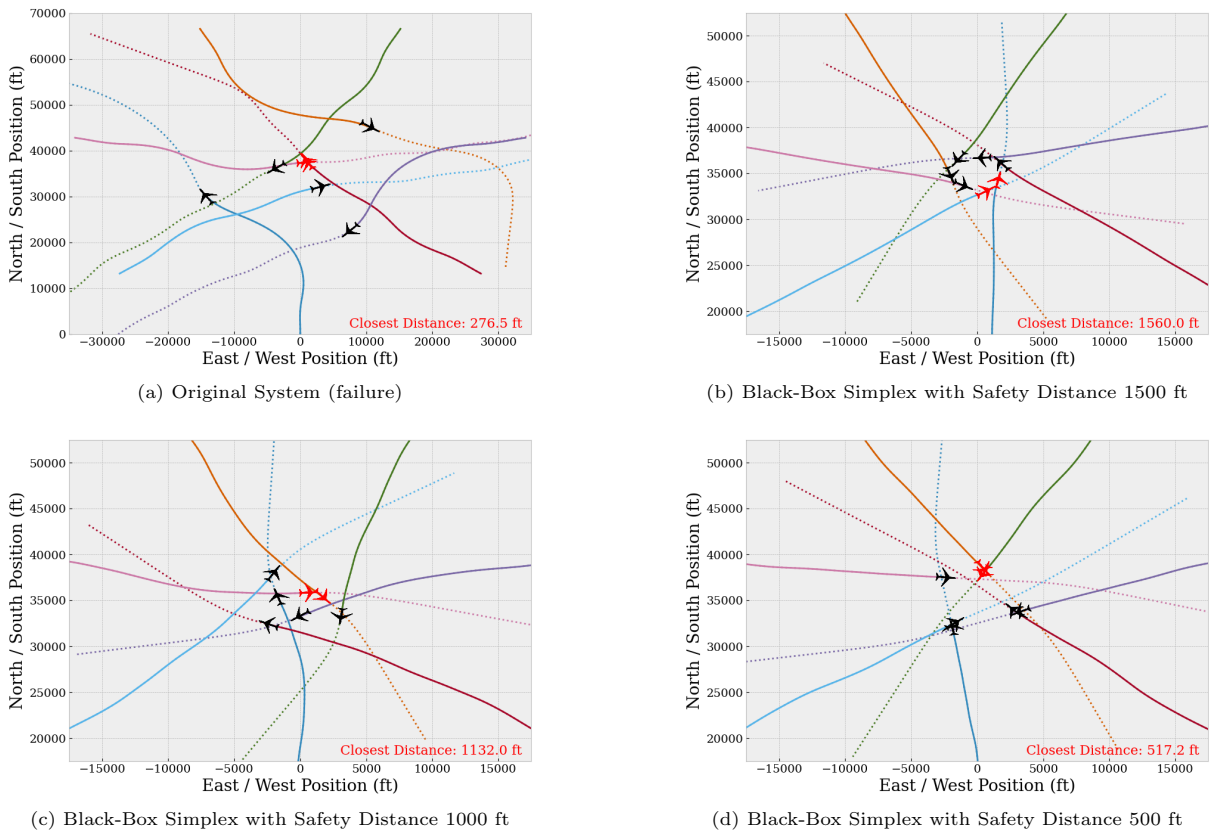 70000
60000
50000
40000
30000
20000
10000
0
North / South Position (ft)
−30000 −20000 −10000 0 10000 20000 30000
East / West Position (ft)
Closest Distance: 276.5 ft
(a) Original System (failure)
50000
45000
40000
35000
30000
25000
20000
North / South Position (ft)
−15000 −10000 −5000 0 5000 10000 15000
East / West Position (ft)
Closest Distance: 1560.0 ft
(b) Black-Box Simplex with Safety Distance 1500 ft
50000
45000
40000
35000
30000
25000
20000
North / South Position (ft)
−15000 −10000 −5000 0 5000 10000 15000
East / West Position (ft)
Closest Distance: 1132.0 ft
(c) Black-Box Simplex with Safety Distance 1000 ft
50000
45000
40000
35000
30000
25000
20000
North / South Position (ft)
−15000 −10000 −5000 0 5000 10000 15000
East / West Position (ft)
Closest Distance: 517.2 ft
(d) Black-Box Simplex with Safety Distance 500 ft